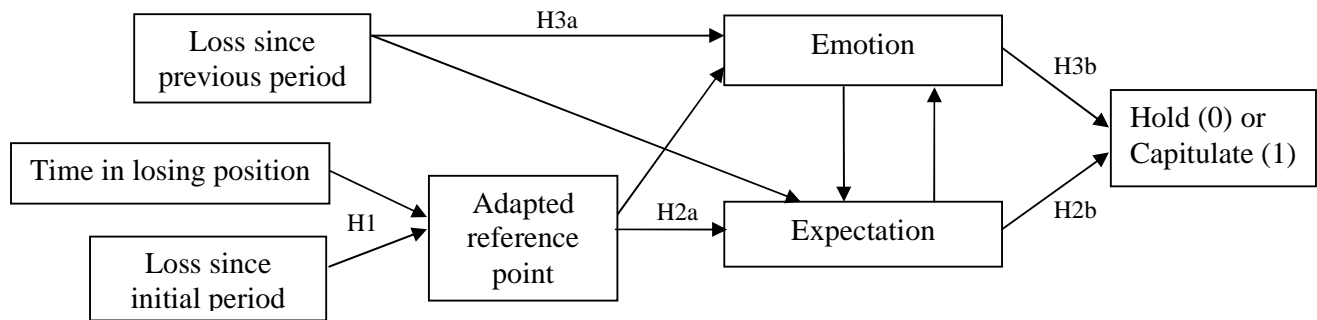 Loss since
previous period
H3a
Emotion
H3b
Hold (0) or
Capitulate (1)
Time in losing position
H1
Adapted
reference
point
H2a
Expectation
H2b
Loss since
initial period